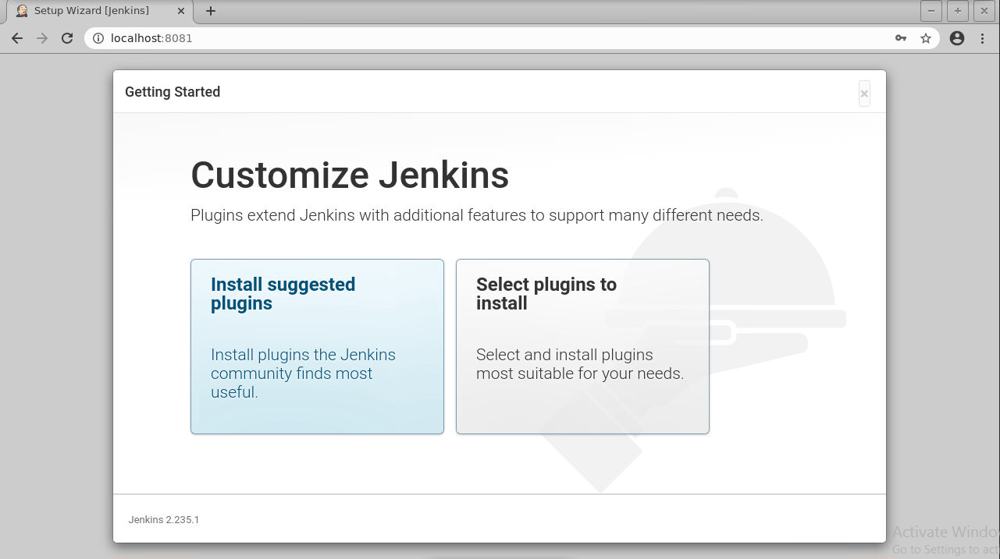 Setup Wizard [Jenkins]
localhost:8081
Getting Started
Customize Jenkins
Plugins extend Jenkins with additional features to support many different needs.
Install suggested
plugins
Install plugins the Jenkins
community finds most
useful.
Select plugins to
install
Select and install plugins
most suitable for your needs.
Jenkins 2.235.1
Activate Windo
Go to Settings to act